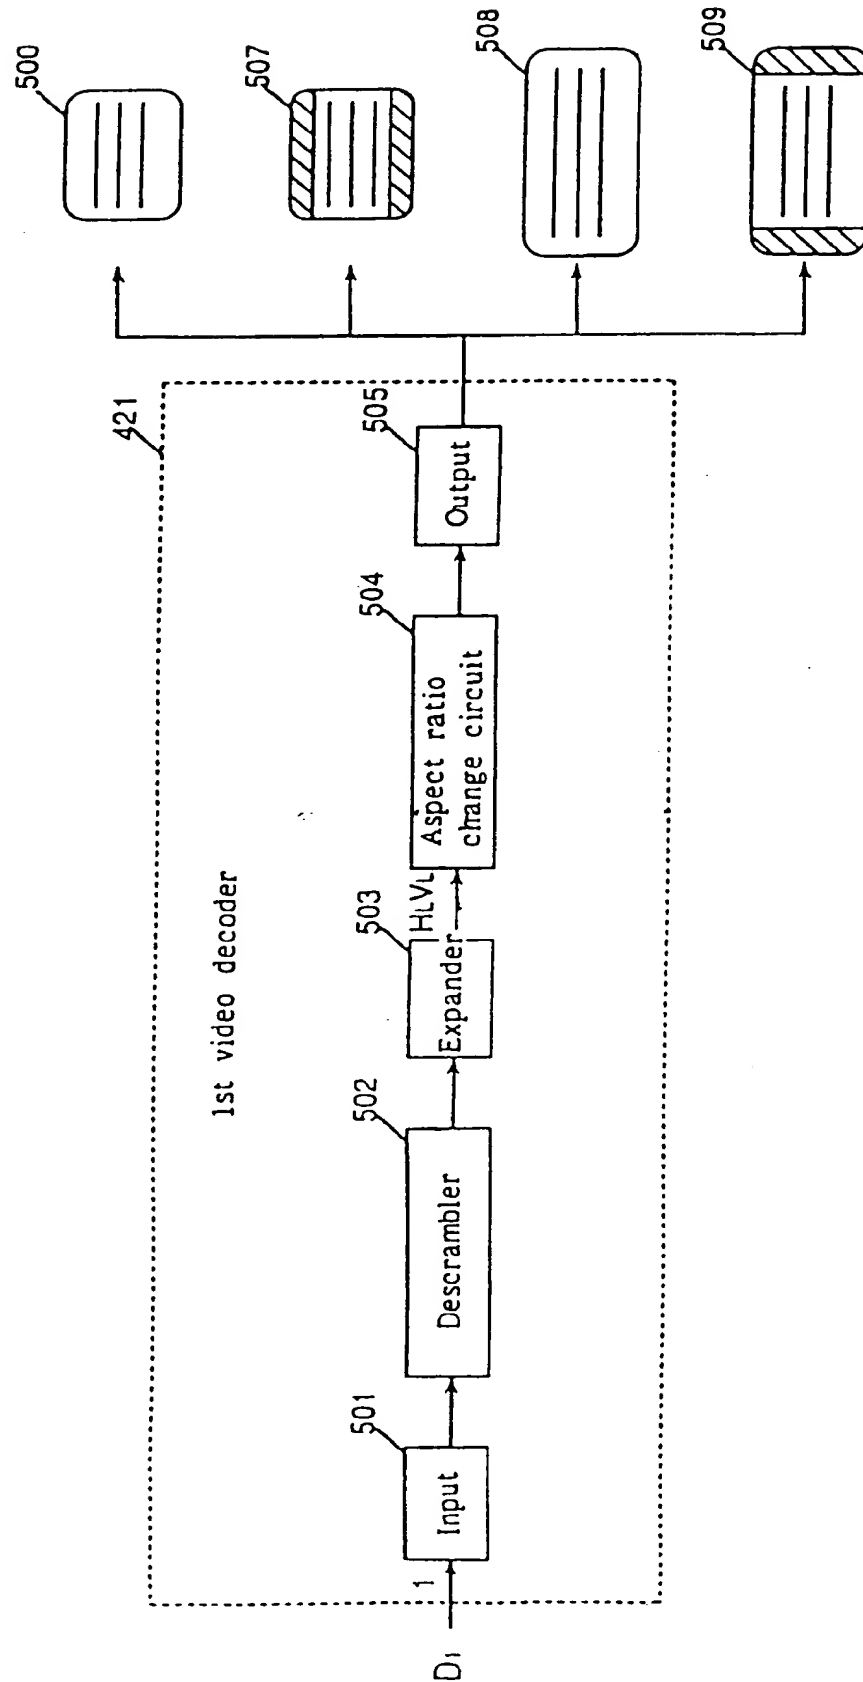 421
1st video decoder
D1
1
501
Input
502
Descrambler
503
Expander
HLVL
504
Aspect ratio
change circuit
505
Output
500
507
508
509